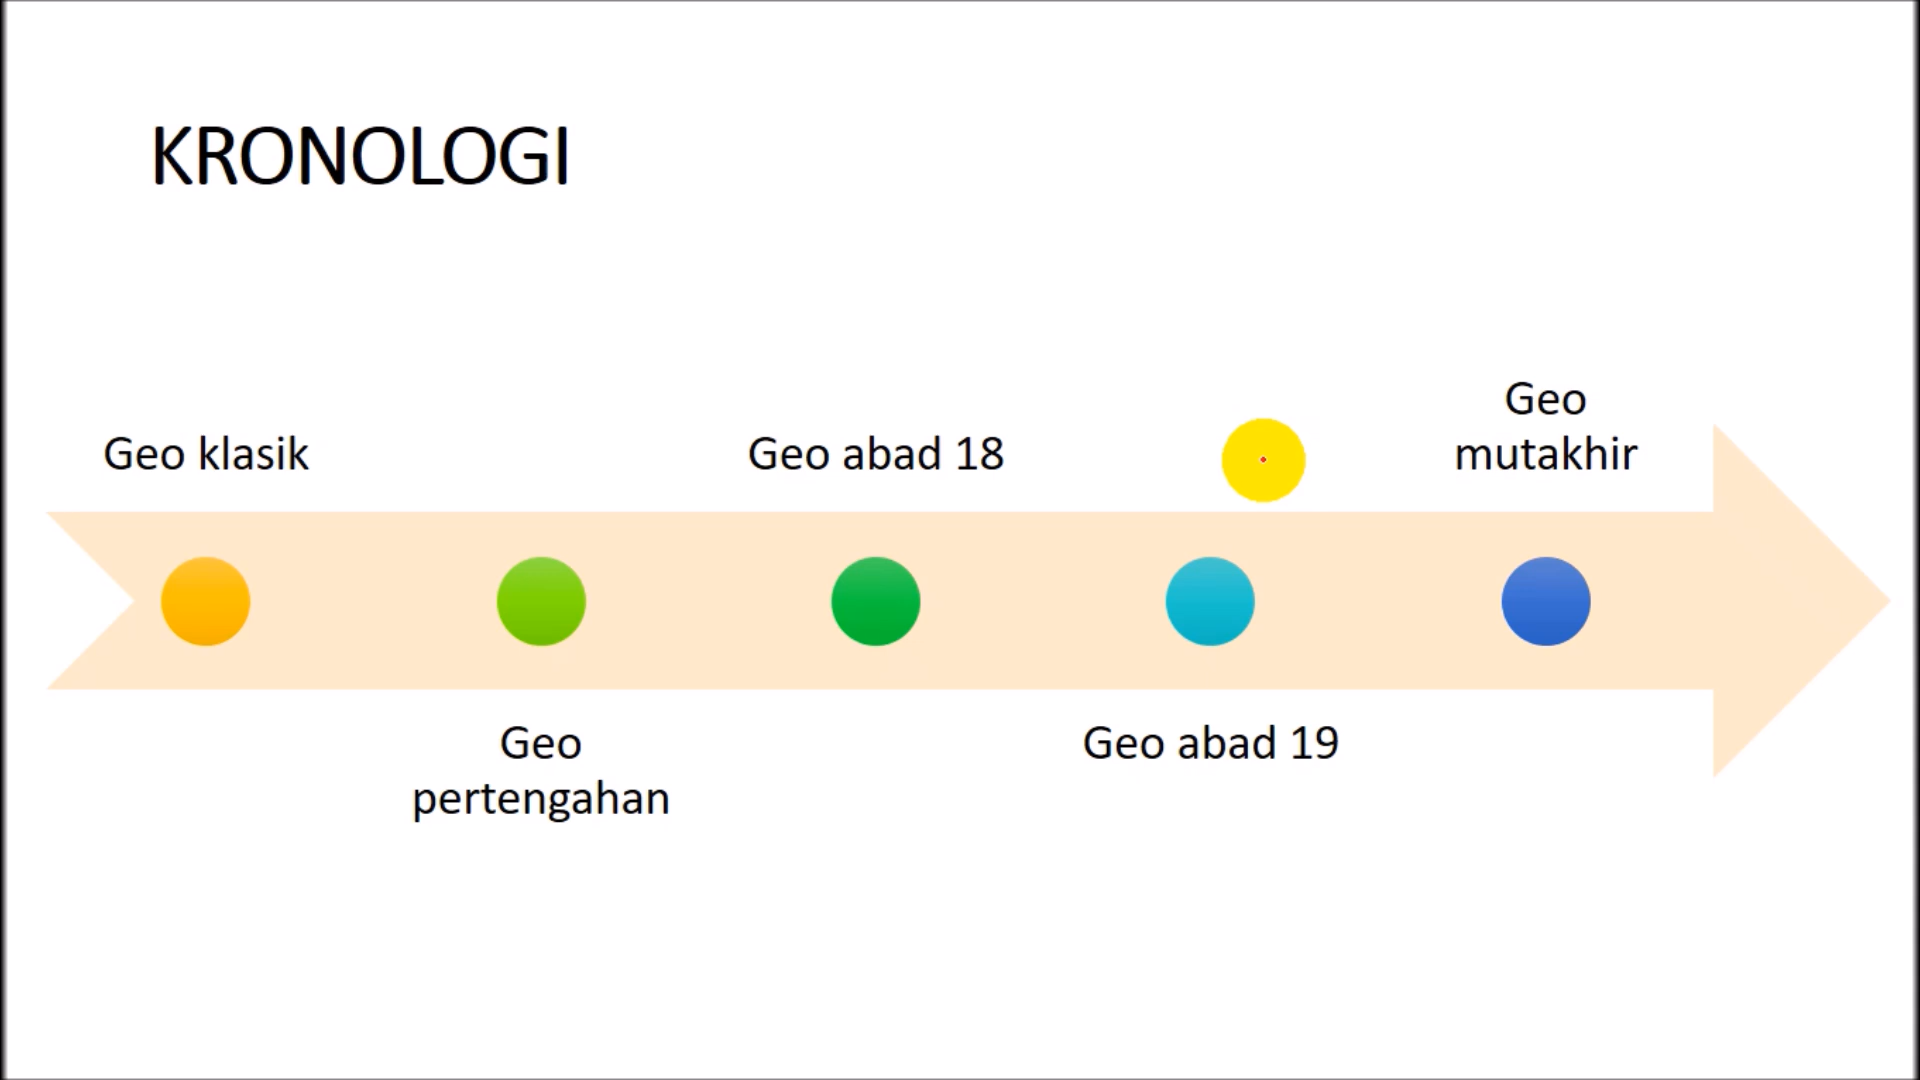 KRONOLOGI
Geo klasik
Geo
pertengahan
Geo abad 18
Geo abad 19
Geo
mutakhir